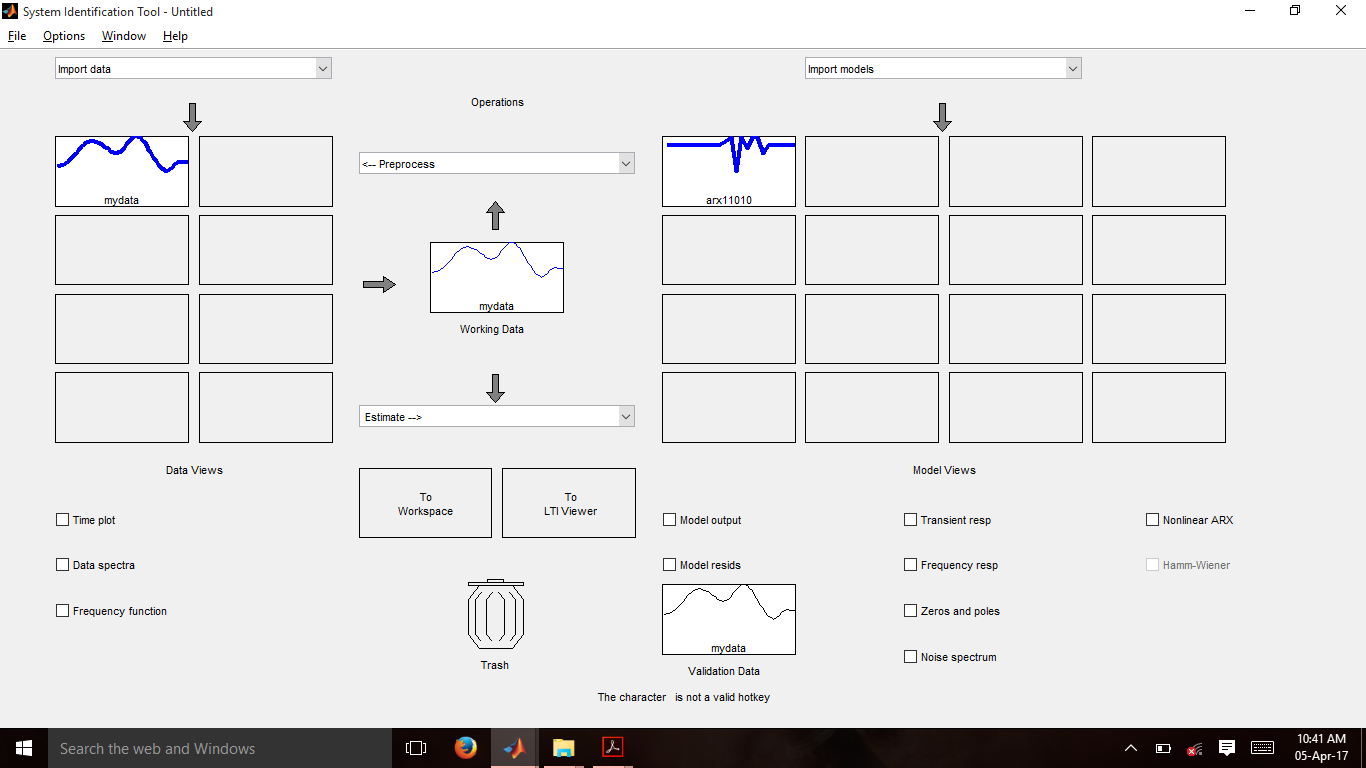 System Identification Tool - Untitled
File Options Window Help
Import data
Import models
Operations
mydata
<-- Preprocess
arx11010
mydata
Working Data
Estimate -->
Data Views
Model Views
To
Workspace
To
LTI Viewer
Time plot
Data spectra
Frequency function
Trash
Model output
Model resids
mydata
Validation Data
Transient resp
Frequency resp
Zeros and poles
Noise spectrum
Nonlinear ARX
Hamm-Wiener
The character   is not a valid hotkey
Search the web and Windows
10:41 AM
05-Apr-17